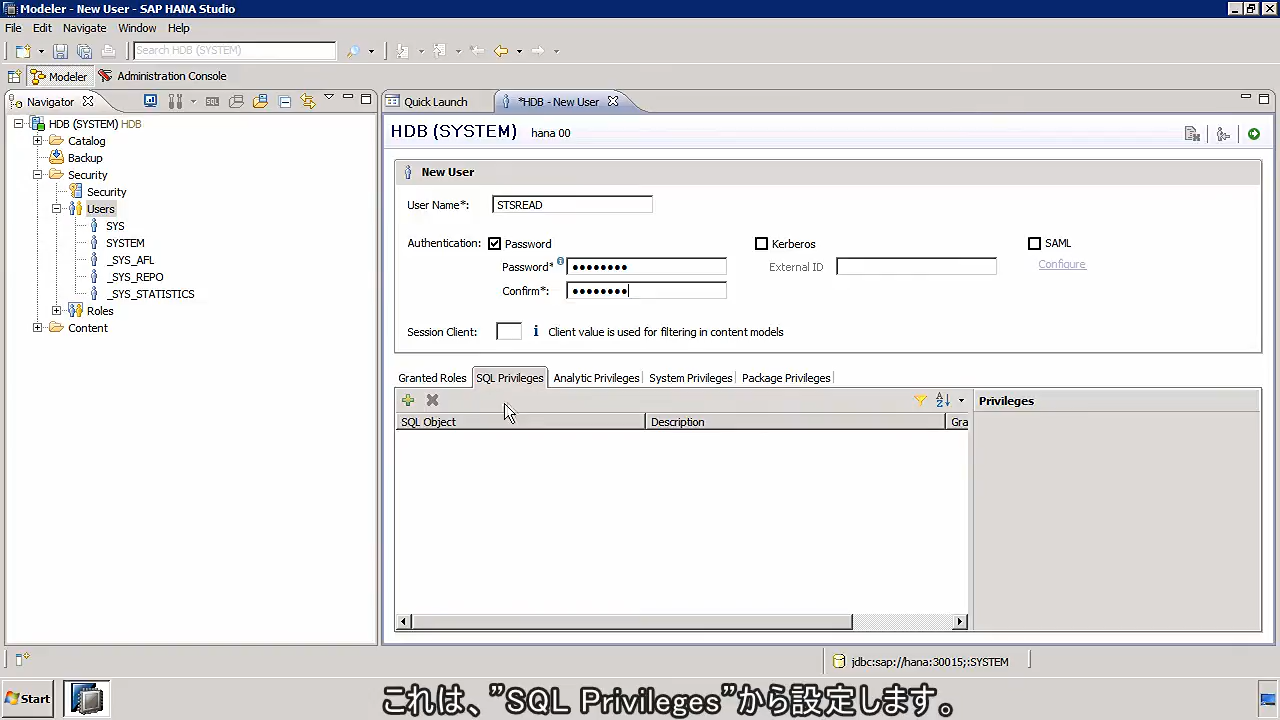 Modeler - New User - SAP HANA Studio
File Edit Navigate Window Help
Search HDB (SYSTEM)
Modeler Administration Console
Navigator
HDB (SYSTEM) HDB
Catalog
Backup
Security
Security
Users
SYS
SYSTEM
_SYS_AFL
_SYS_REPO
_SYS_STATISTICS
Roles
Content
Quick Launch *HDB - New User
HDB (SYSTEM) hana 00
New User
User Name*: STSREAD
Authentication: Password Kerberos SAML
Password* ●●●●●●●● External ID Configure
Confirm*: ●●●●●●●●
Session Client: Client value is used for filtering in content models
Granted Roles SQL Privileges Analytic Privileges System Privileges Package Privileges
SQL Object Description Gra
Privileges
jdbc:sap://hana:30015;:SYSTEM
Start
これは、”SQL Privileges”から設定します。